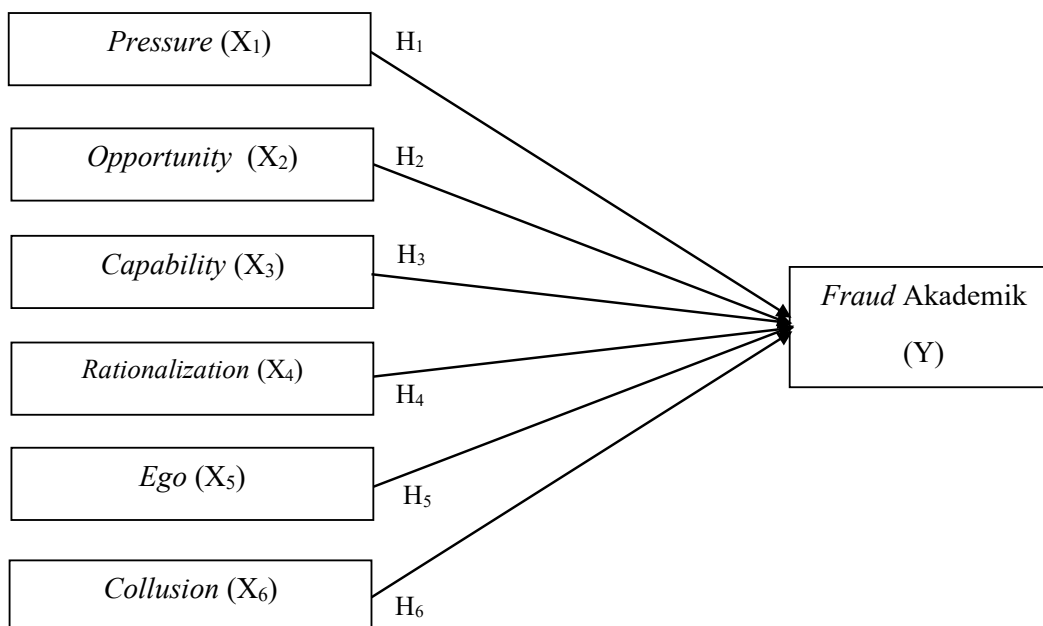 Pressure (X₁)
H₁
Opportunity (X₂)
H₂
Capability (X₃)
H₃
Fraud Akademik
(Y)
Rationalization (X₄)
H₄
Ego (X₅)
H₅
Collusion (X₆)
H₆